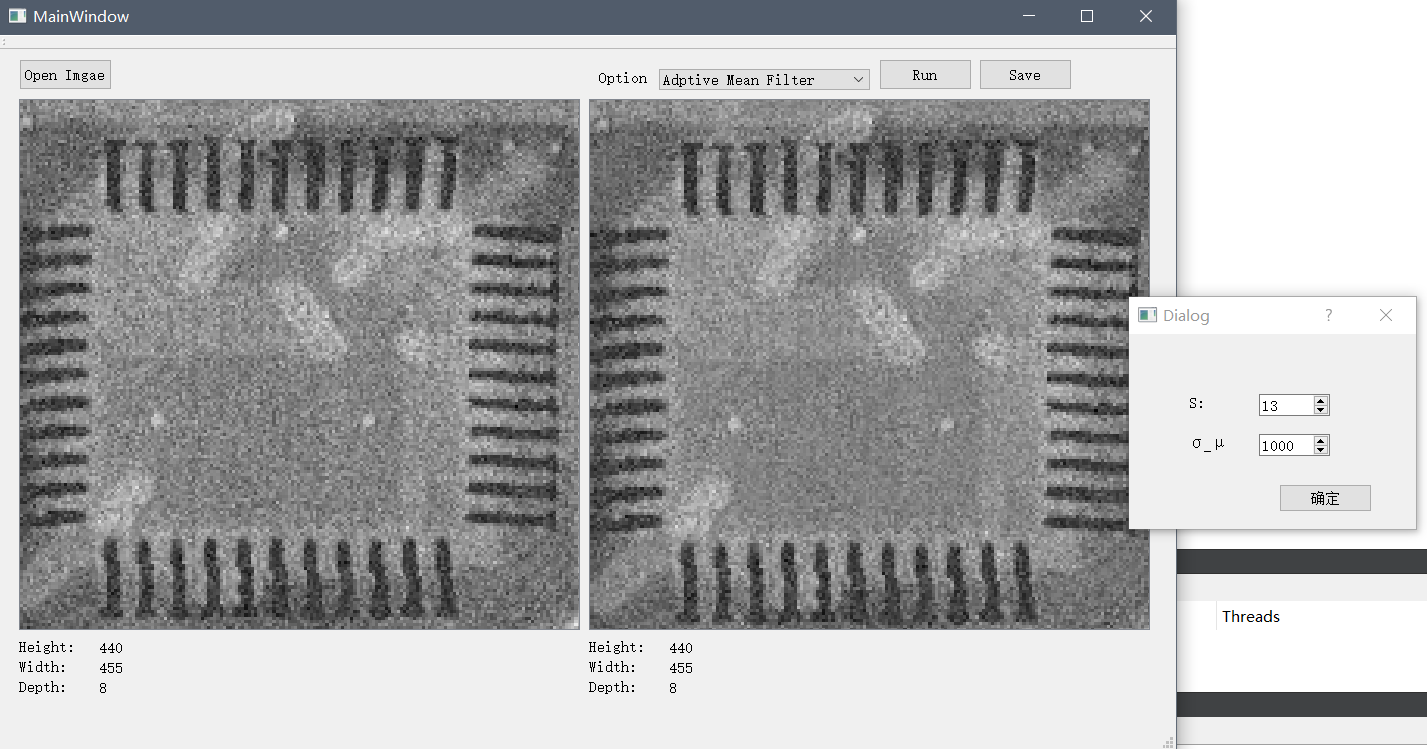 MainWindow
Open Imgae
Option Adptive Mean Filter Run Save
Dialog ?
S: 13
σ_μ 1000
确定
Threads
Height: 440
Width: 455
Depth: 8
Height: 440
Width: 455
Depth: 8